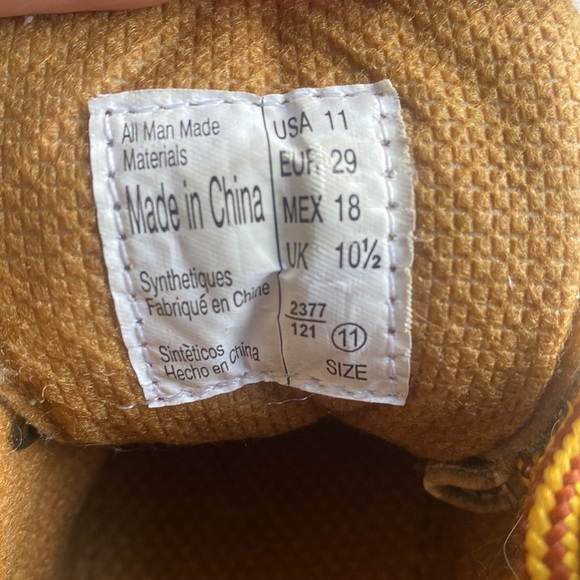 All Man Made
Materials
Made in China
Synthetiques
Fabriqué en Chine
Sintèticos
Hecho en China
USA 11
EUR 29
MEX 18
UK 10½
2377
121
11
SIZE